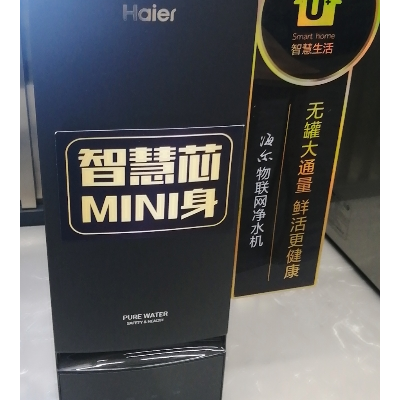 Haier
智慧芯
MINI身
PURE WATER
SAFETY & HEALTH
U+
Smart home
智慧生活
无罐大通量 鲜活更健康
海尔 物联网净水机